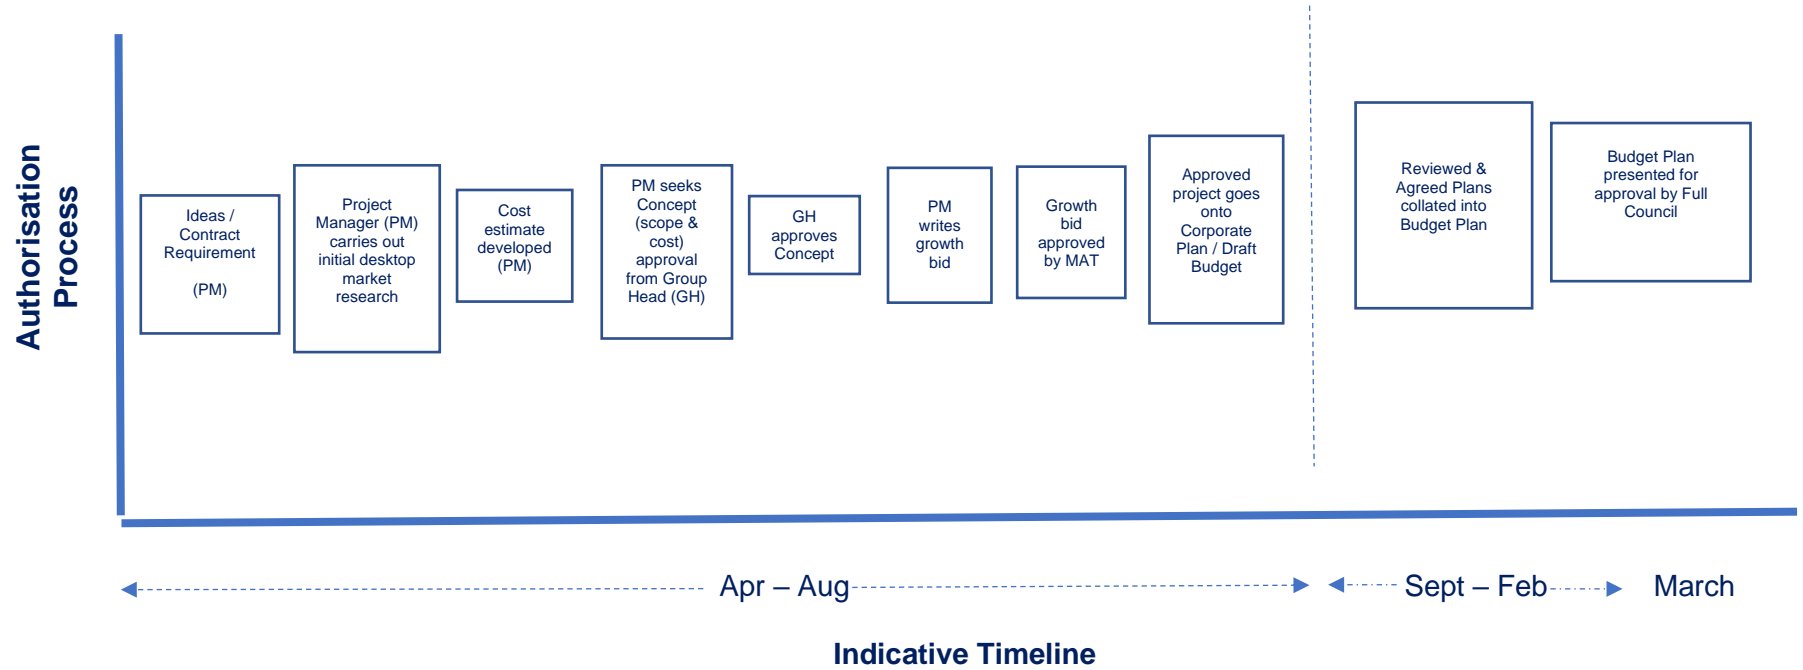 Authorisation
Process
Ideas /
Contract
Requirement
(PM)
Project
Manager (PM)
carries out
initial desktop
market
research
Cost
estimate
developed
(PM)
PM seeks
Concept
(scope &
cost)
approval
from Group
Head (GH)
GH
approves
Concept
PM
writes
growth
bid
Growth
bid
approved
by MAT
Approved
project goes
onto
Corporate
Plan / Draft
Budget
Reviewed &
Agreed Plans
collated into
Budget Plan
Budget Plan
presented for
approval by Full
Council
Apr – Aug
Sept – Feb
March
Indicative Timeline